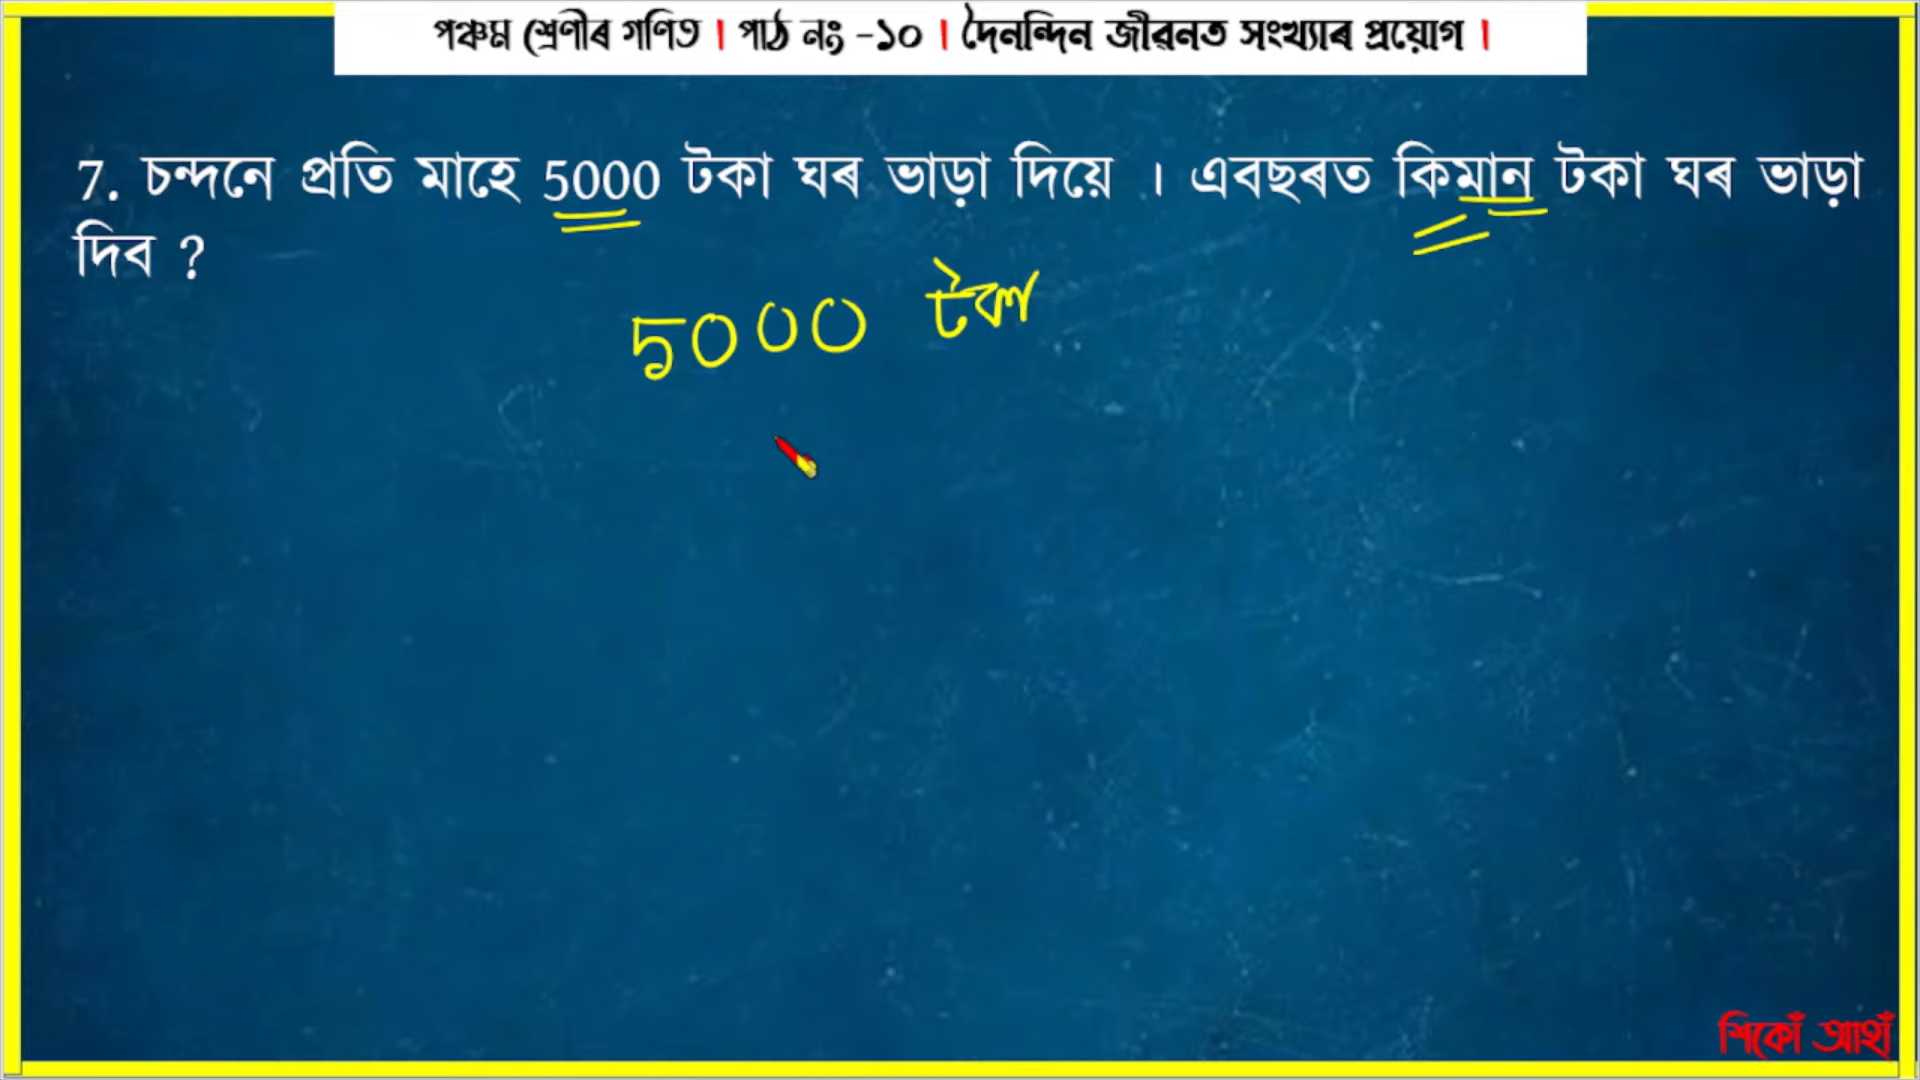 পঞ্চম শ্ৰেণীৰ গণিত । পাঠ নং -১০ । দৈনন্দিন জীৱনত সংখ্যাৰ প্ৰয়োগ ।
7. চন্দনে প্ৰতি মাহে 5000 টকা ঘৰ ভাড়া দিয়ে । এবছৰত কিমান টকা ঘৰ ভাড়া
দিব ?
5000 টকা
শিকোঁ আহাঁ